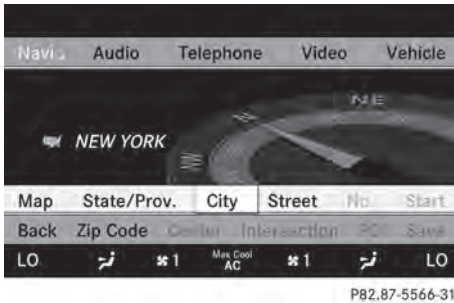 Navi Audio Telephone Video Vehicle
NE
NEW YORK
Map State/Prov. City Street No. Start
Back Zip Code Center Intersection POI Save
LO 1 Max Cool AC 1 LO
P82.87-5566-31